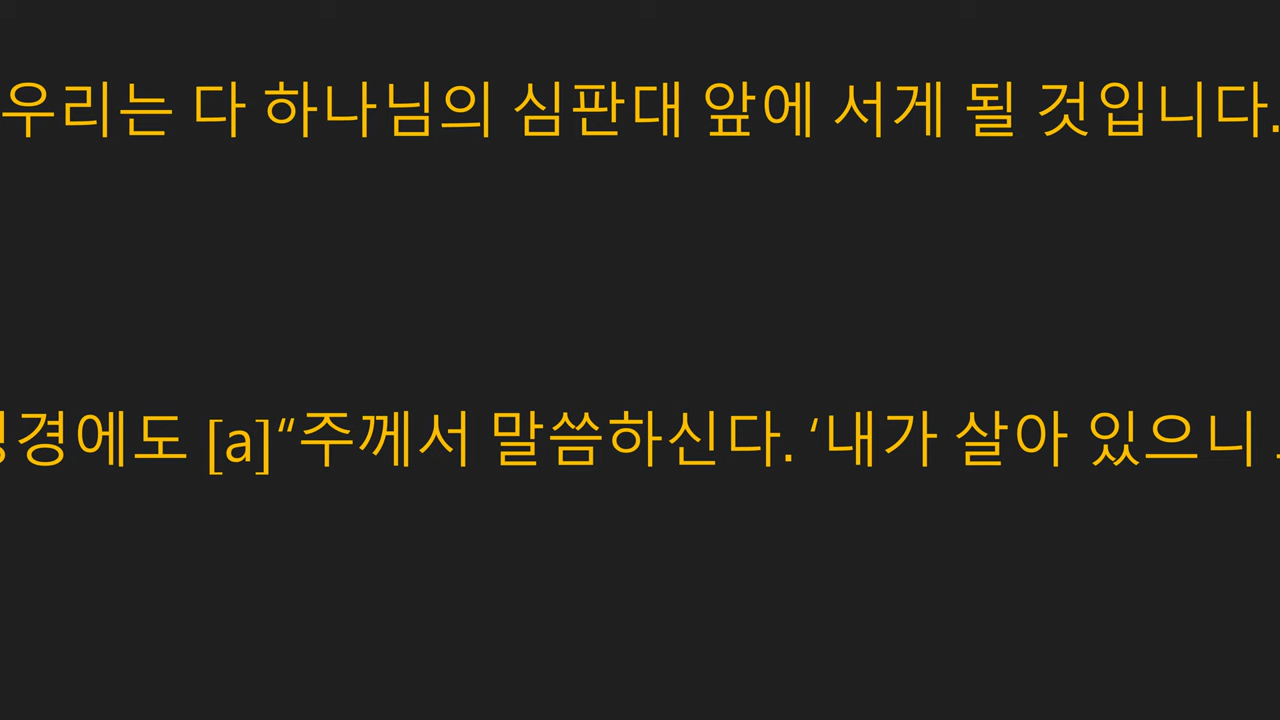 우리는 다 하나님의 심판대 앞에 서게 될 것입니다.
성경에도 [a]“주께서 말씀하신다. ‘내가 살아 있으니